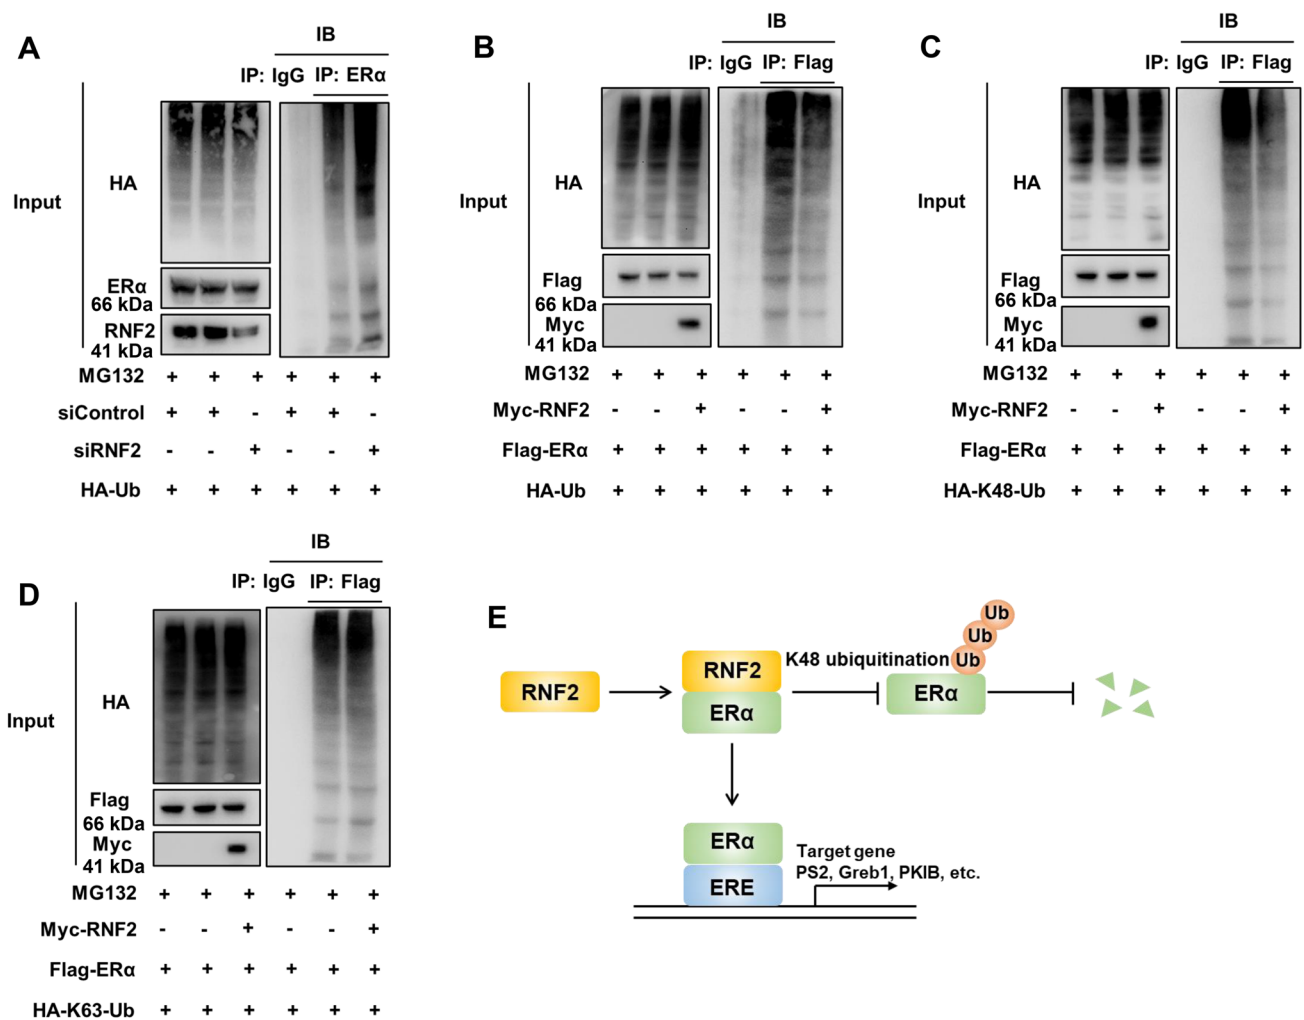 A
IB
IP: IgG IP: ERα
Input
HA
ERα
66 kDa
RNF2
41 kDa
MG132 + + + + + +
siControl + + - + + -
siRNF2 - - + - - +
HA-Ub + + + + + +
B
IB
IP: IgG IP: Flag
Input
HA
Flag
66 kDa
Myc
41 kDa
MG132 + + + + + +
Myc-RNF2 - - + - - +
Flag-ERα + + + + + +
HA-Ub + + + + + +
C
IB
IP: IgG IP: Flag
Input
HA
Flag
66 kDa
Myc
41 kDa
MG132 + + + + + +
Myc-RNF2 - - + - - +
Flag-ERα + + + + + +
HA-K48-Ub + + + + + +
D
IB
IP: IgG IP: Flag
Input
HA
Flag
66 kDa
Myc
41 kDa
MG132 + + + + + +
Myc-RNF2 - - + - - +
Flag-ERα + + + + + +
HA-K63-Ub + + + + + +
E
Ub
Ub
Ub
RNF2
RNF2
ERα
K48 ubiquitination
ERα
ERα
ERE
Target gene
PS2, Greb1, PKIB, etc.